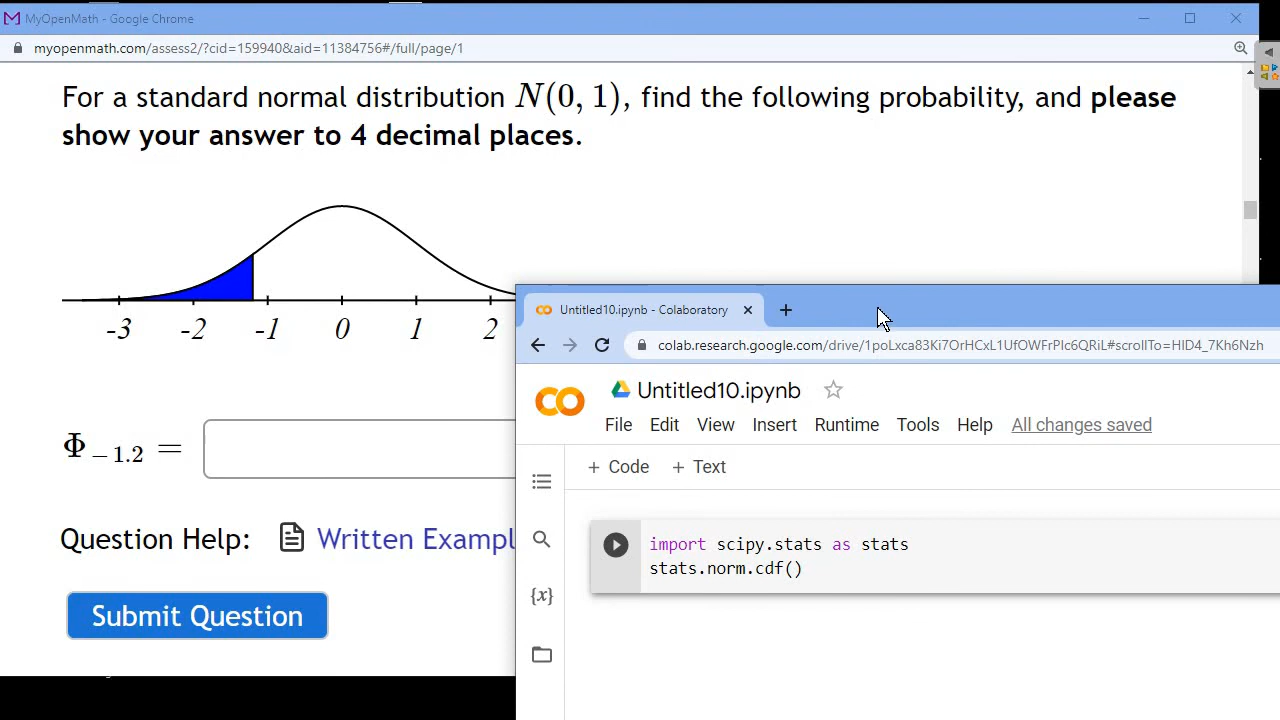 MyOpenMath - Google Chrome
myopenmath.com/assess2/?cid=159940&aid=11384756#/full/page/1
For a standard normal distribution N(0, 1), find the following probability, and please
show your answer to 4 decimal places.
-3 -2 -1 0 1 2
Φ₋₁.₂ =
Question Help: Written Exampl
Submit Question
Untitled10.ipynb - Colaboratory
colab.research.google.com/drive/1poLxca83Ki7OrHCxL1UfOWFrPIc6QRiL#scrollTo=HlD4_7Kh6Nzh
Untitled10.ipynb
File Edit View Insert Runtime Tools Help All changes saved
+ Code + Text
{x}
import scipy.stats as stats
stats.norm.cdf()